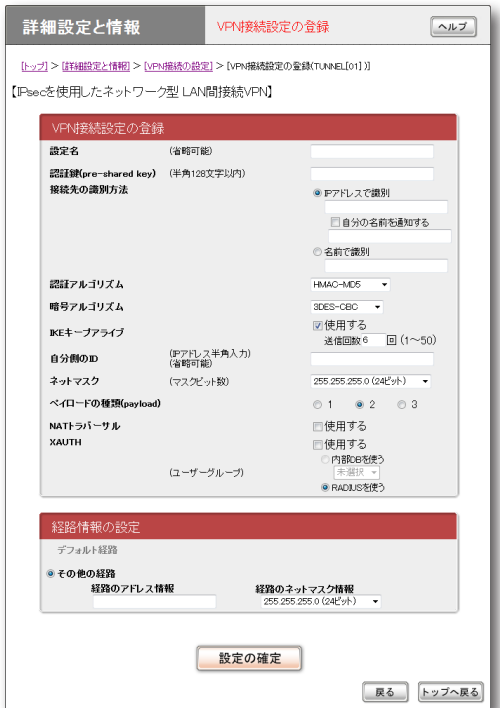 詳細設定と情報
VPN接続設定の登録
ヘルプ
[トップ] > [詳細設定と情報] > [VPN接続の設定] > [VPN接続設定の登録(TUNNEL[01] )]
【IPsecを使用したネットワーク型 LAN間接続VPN】
VPN接続設定の登録
設定名 (省略可能)
認証鍵(pre-shared key) (半角128文字以内)
接続先の識別方法 IPアドレスで識別
自分の名前を通知する
名前で識別
認証アルゴリズム HMAC-MD5
暗号アルゴリズム 3DES-CBC
IKEキープアライブ 使用する
送信回数 6 回 (1～50)
自分側のID (IPアドレス半角入力)
(省略可能)
ネットマスク (マスクビット数) 255.255.255.0 (24ビット)
ペイロードの種類(payload) 1 2 3
NATトラバーサル 使用する
XAUTH 使用する
内部DBを使う
(ユーザーグループ) 未選択
RADIUSを使う
経路情報の設定
デフォルト経路
その他の経路
経路のアドレス情報 経路のネットマスク情報
255.255.255.0 (24ビット)
設定の確定
戻る トップへ戻る